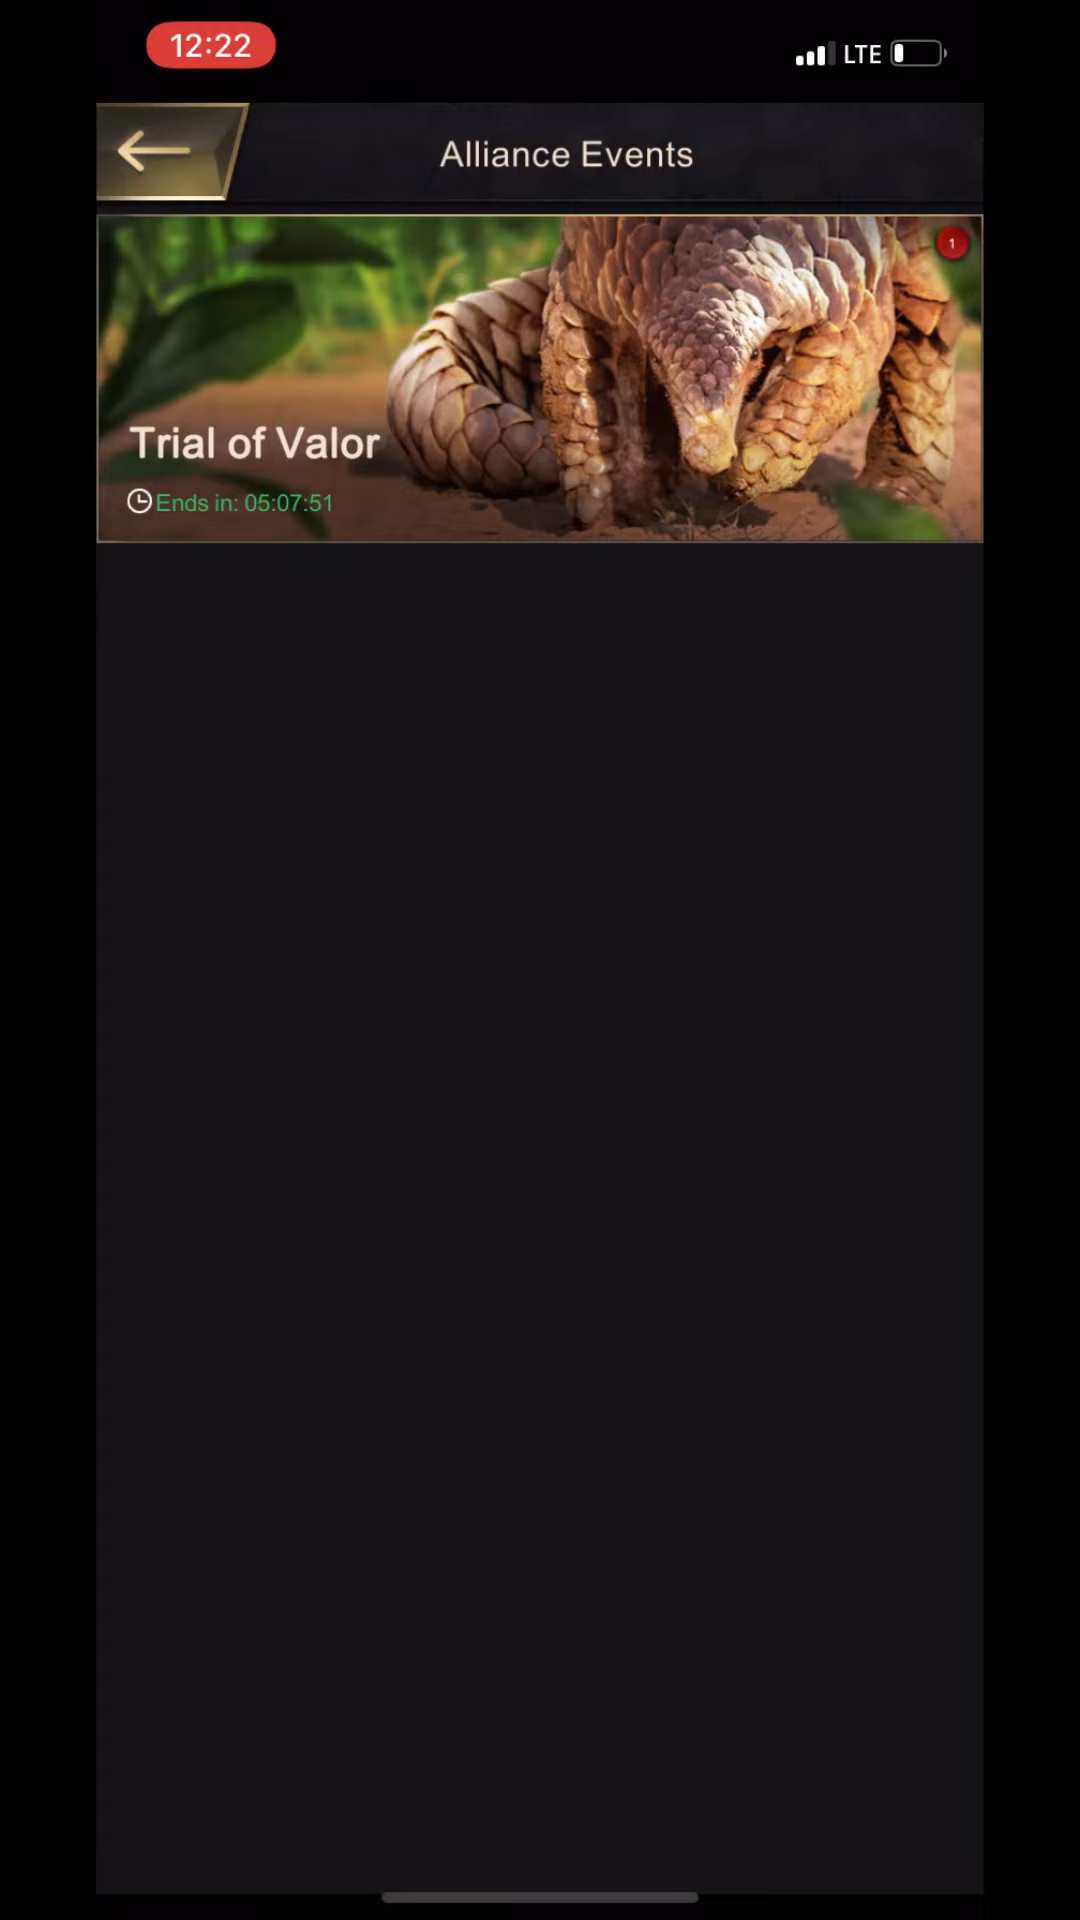 12:22
LTE
Alliance Events
1
Trial of Valor
Ends in: 05:07:51